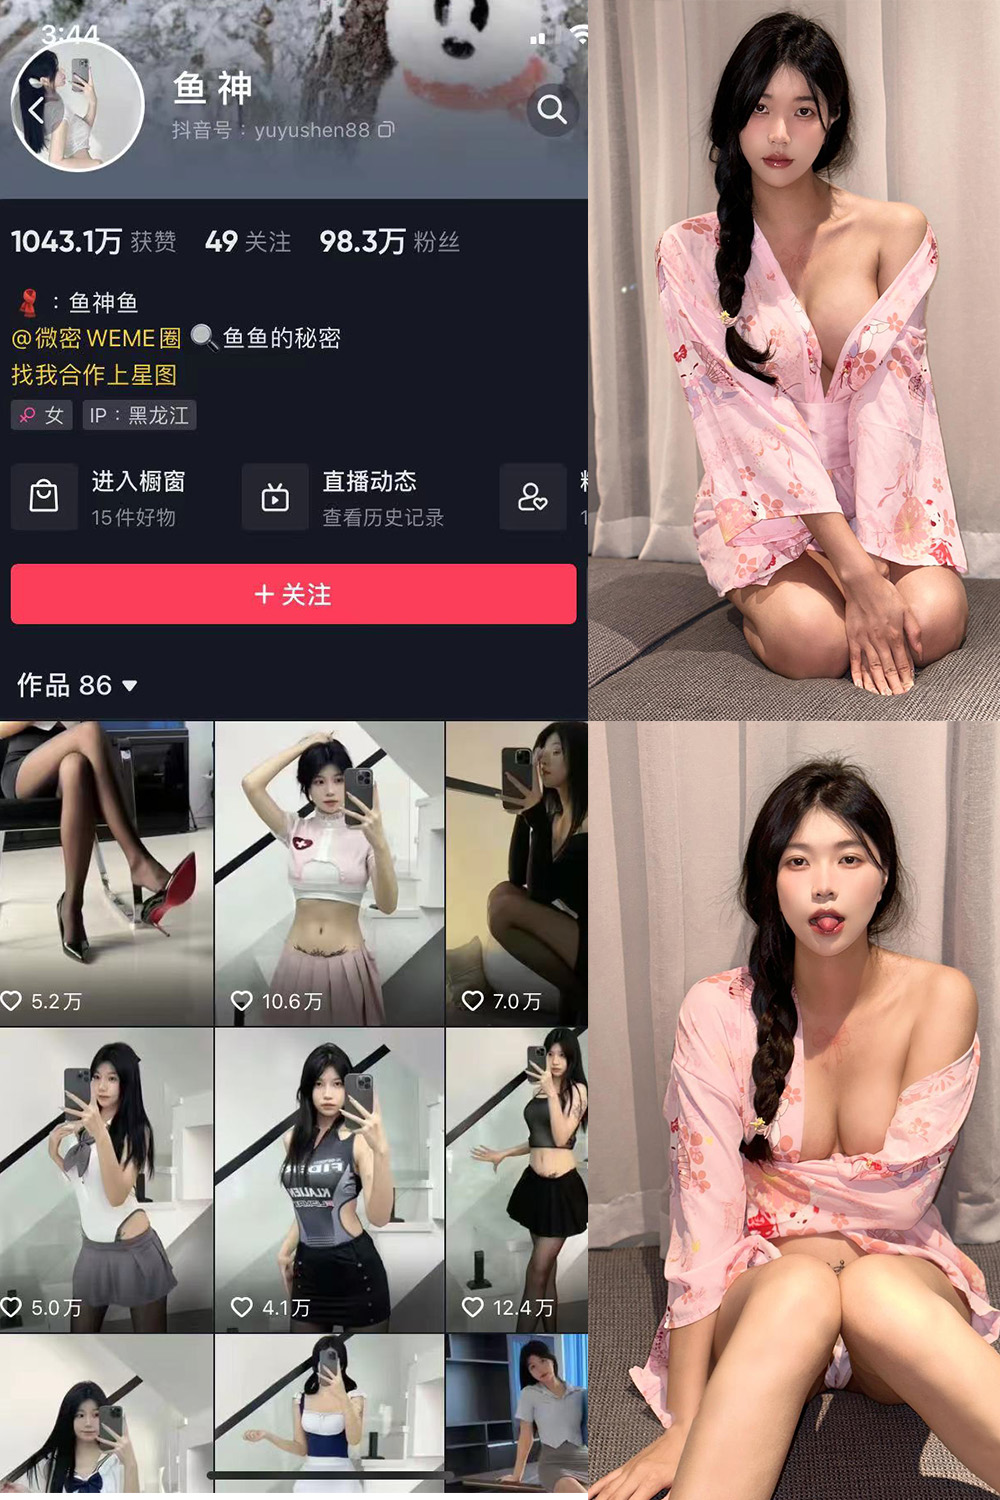 3:44
鱼 神
抖音号：yuyushen88
1043.1万 获赞 49 关注 98.3万 粉丝
：鱼神鱼
@微密 WEME圈 鱼鱼的秘密
找我合作上星图
女 IP：黑龙江
进入橱窗 直播动态
15件好物 查看历史记录
+ 关注
作品 86
5.2万 10.6万 7.0万
5.0万 4.1万 12.4万